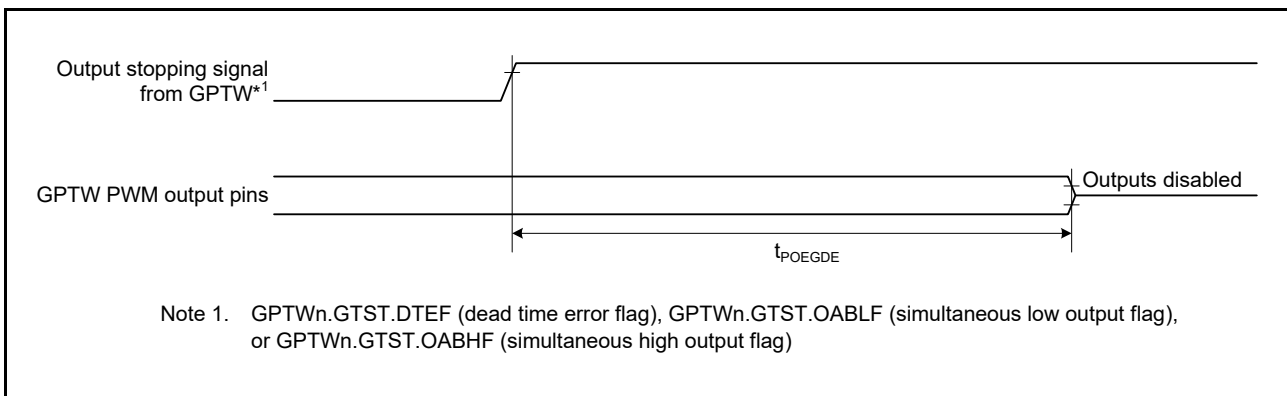 Output stopping signal
from GPTW*1
GPTW PWM output pins
Outputs disabled
tPOEGDE
Note 1. GPTWn.GTST.DTEF (dead time error flag), GPTWn.GTST.OABLF (simultaneous low output flag),
or GPTWn.GTST.OABHF (simultaneous high output flag)